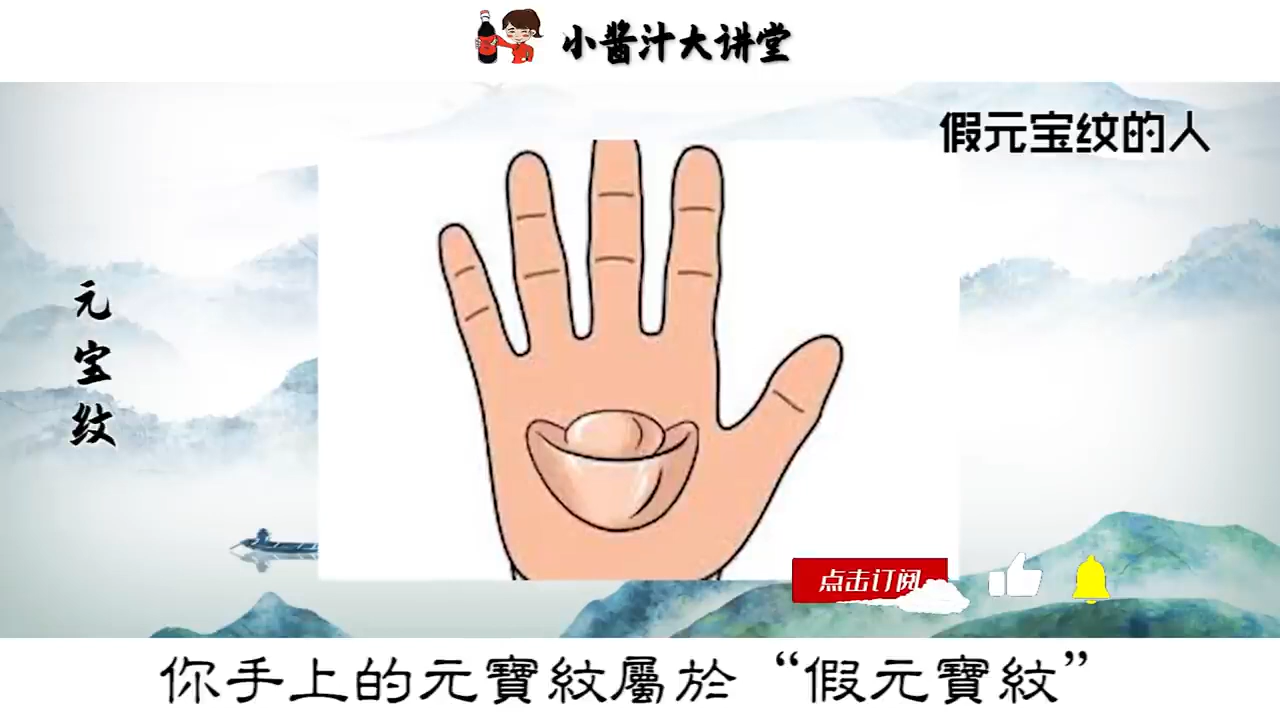 小酱汁大讲堂
假元宝纹的人
元宝纹
点击订阅
你手上的元寶紋屬於“假元寶紋”